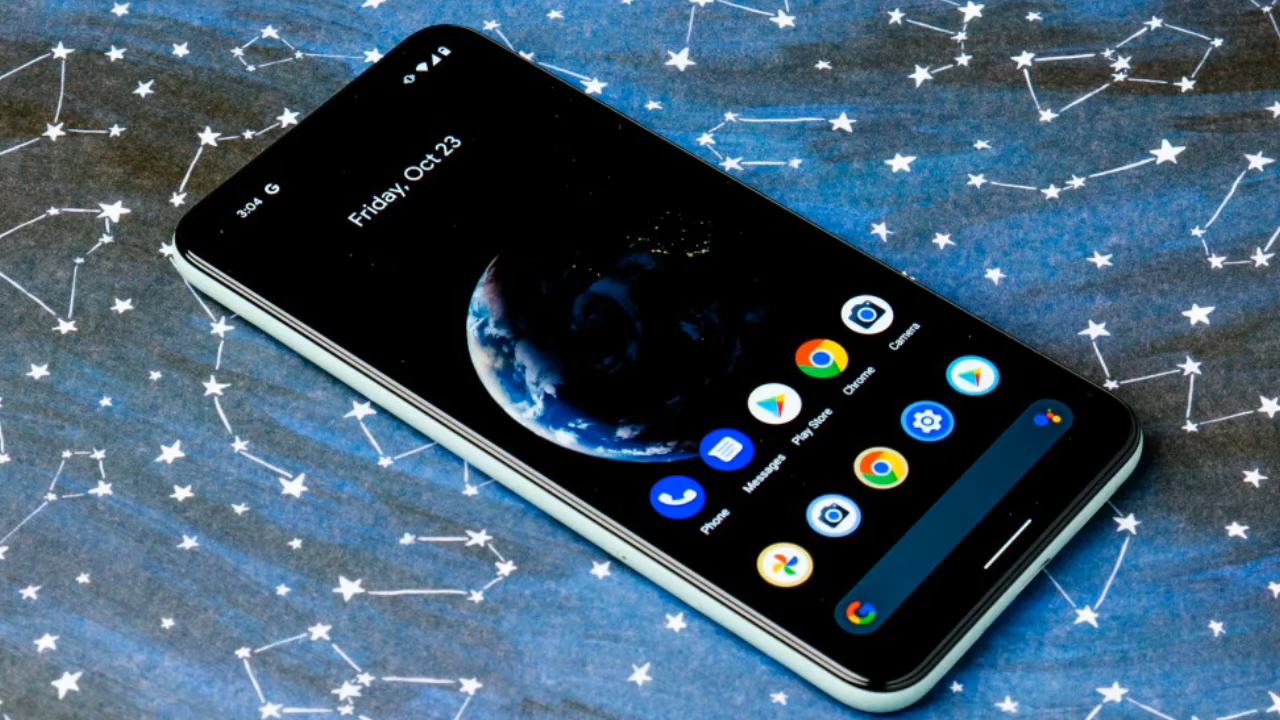 3:04 G
Friday, Oct 23
Phone
Messages
Play Store
Chrome
Camera
G